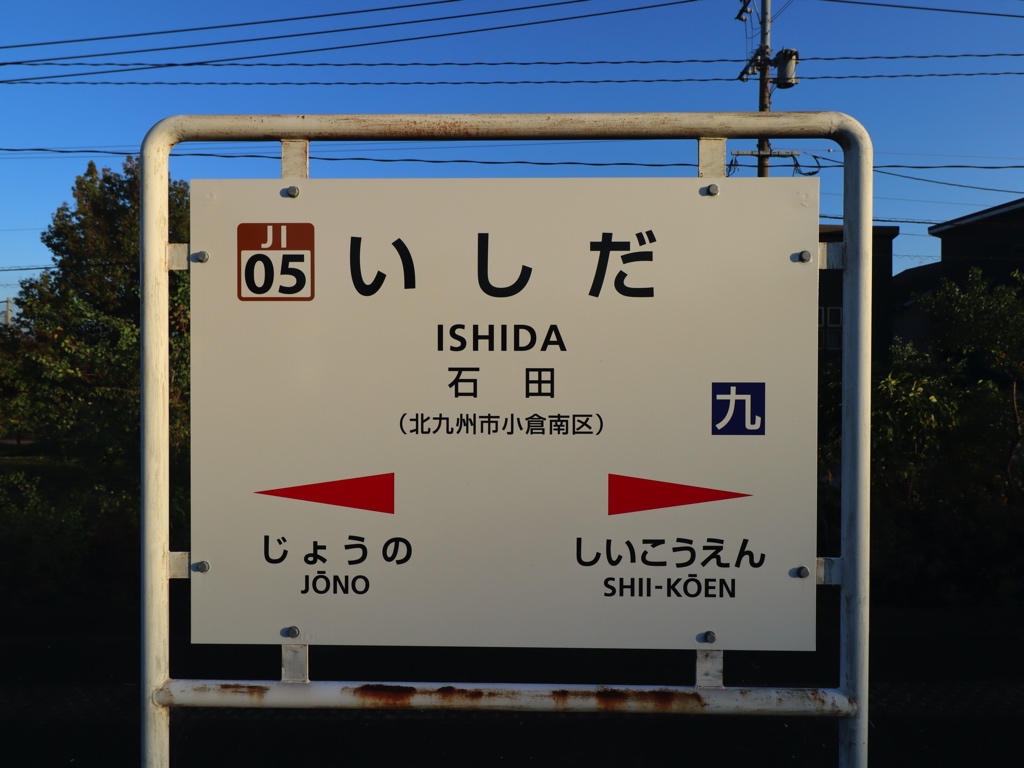 JI
05
いしだ
ISHIDA
石田
（北九州市小倉南区）
九
じょうの
JŌNO
しいこうえん
SHII-KŌEN